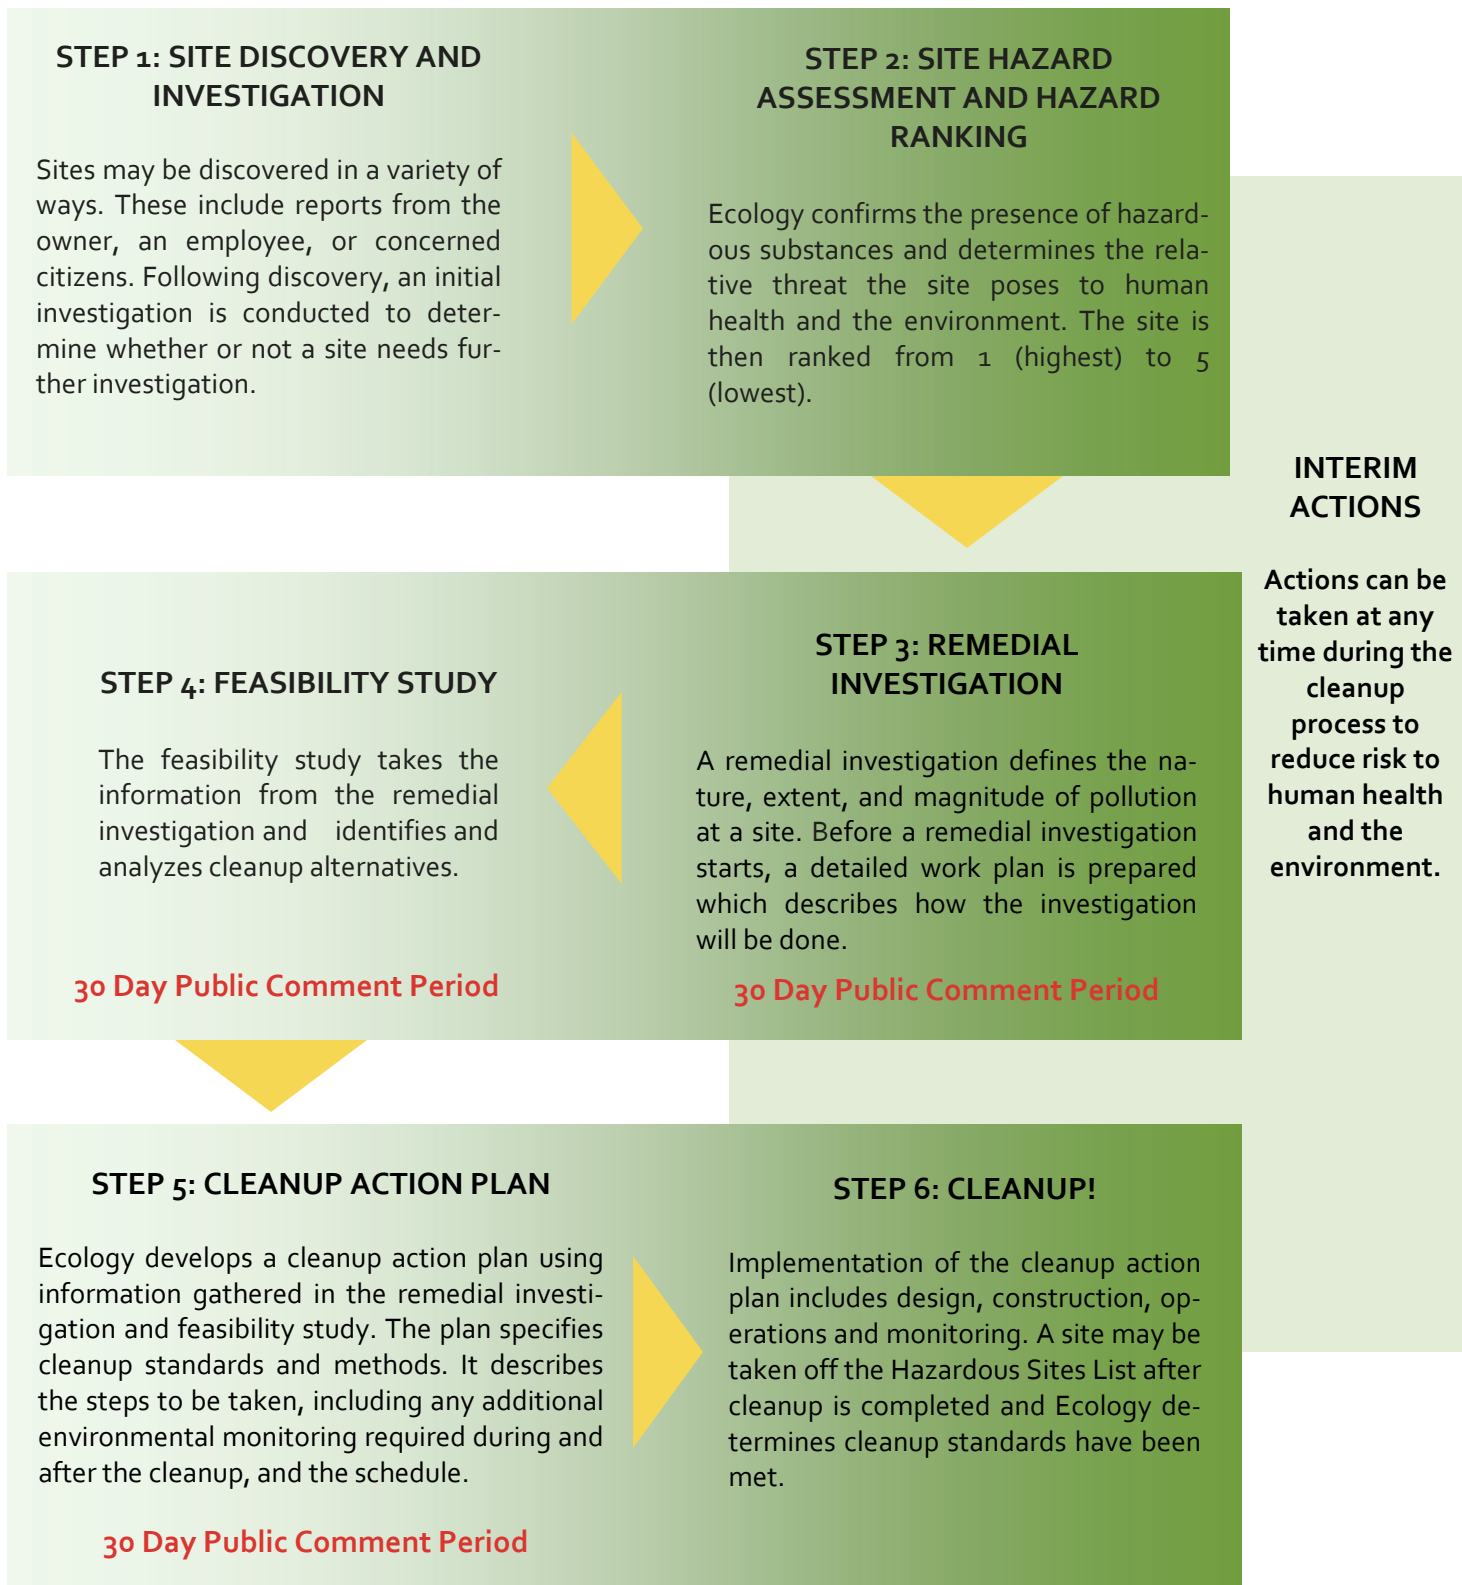 STEP 1: SITE DISCOVERY AND
INVESTIGATION
Sites may be discovered in a variety of
ways. These include reports from the
owner, an employee, or concerned
citizens. Following discovery, an initial
investigation is conducted to deter-
mine whether or not a site needs fur-
ther investigation.
STEP 2: SITE HAZARD
ASSESSMENT AND HAZARD
RANKING
Ecology confirms the presence of hazard-
ous substances and determines the rela-
tive threat the site poses to human
health and the environment. The site is
then ranked from 1 (highest) to 5
(lowest).
INTERIM
ACTIONS
Actions can be
taken at any
time during the
cleanup
process to
reduce risk to
human health
and the
environment.
STEP 3: REMEDIAL
INVESTIGATION
A remedial investigation defines the na-
ture, extent, and magnitude of pollution
at a site. Before a remedial investigation
starts, a detailed work plan is prepared
which describes how the investigation
will be done.
30 Day Public Comment Period
STEP 4: FEASIBILITY STUDY
The feasibility study takes the
information from the remedial
investigation and identifies and
analyzes cleanup alternatives.
30 Day Public Comment Period
STEP 5: CLEANUP ACTION PLAN
Ecology develops a cleanup action plan using
information gathered in the remedial investi-
gation and feasibility study. The plan specifies
cleanup standards and methods. It describes
the steps to be taken, including any additional
environmental monitoring required during and
after the cleanup, and the schedule.
30 Day Public Comment Period
STEP 6: CLEANUP!
Implementation of the cleanup action
plan includes design, construction, op-
erations and monitoring. A site may be
taken off the Hazardous Sites List after
cleanup is completed and Ecology de-
termines cleanup standards have been
met.